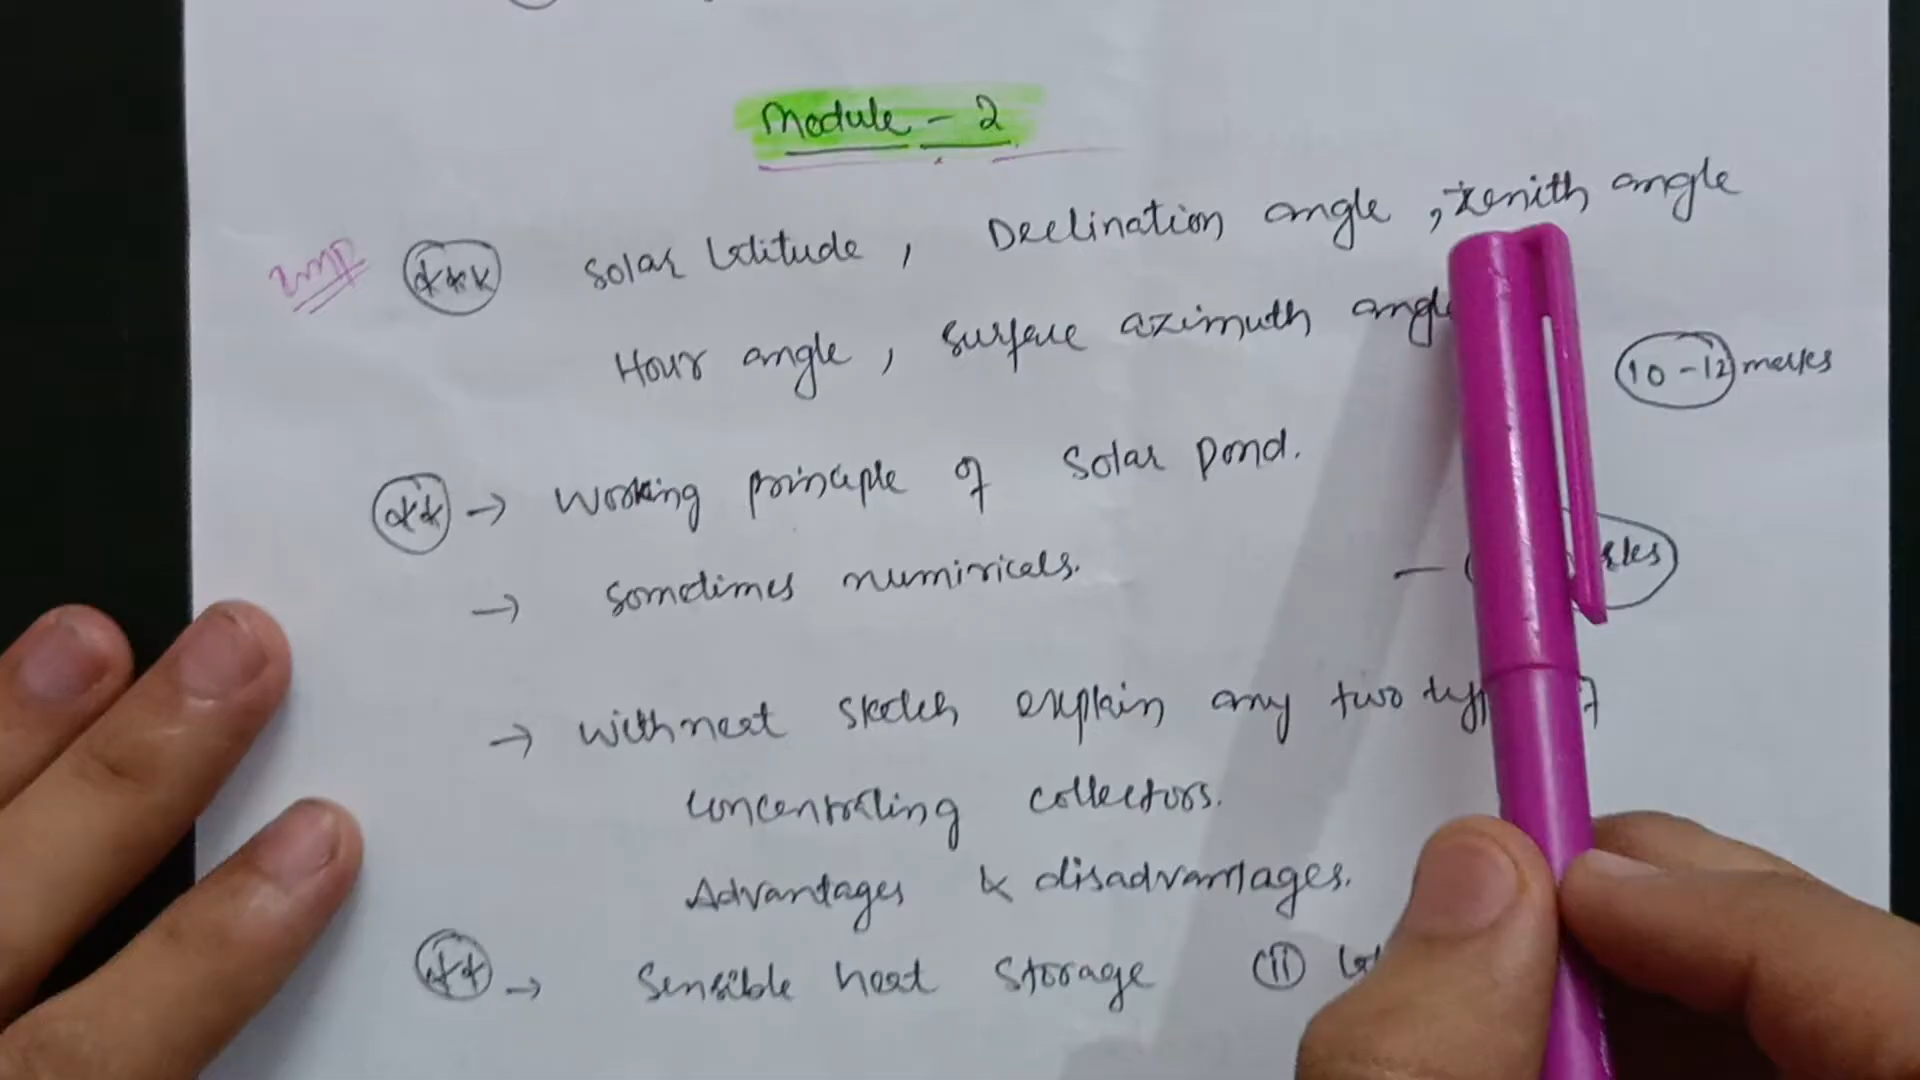 Module - 2
Imp *** Solar latitude, Declination angle, zenith angle
Hour angle, surface azimuth angle
10-12 marks
** → Working principle of solar pond.
→ Somdimes numiricals. —
→ with neat sketch explain any two
Concentrating collectors.
Advantages & disadvantages.
** → Sensible heat storage (ii)